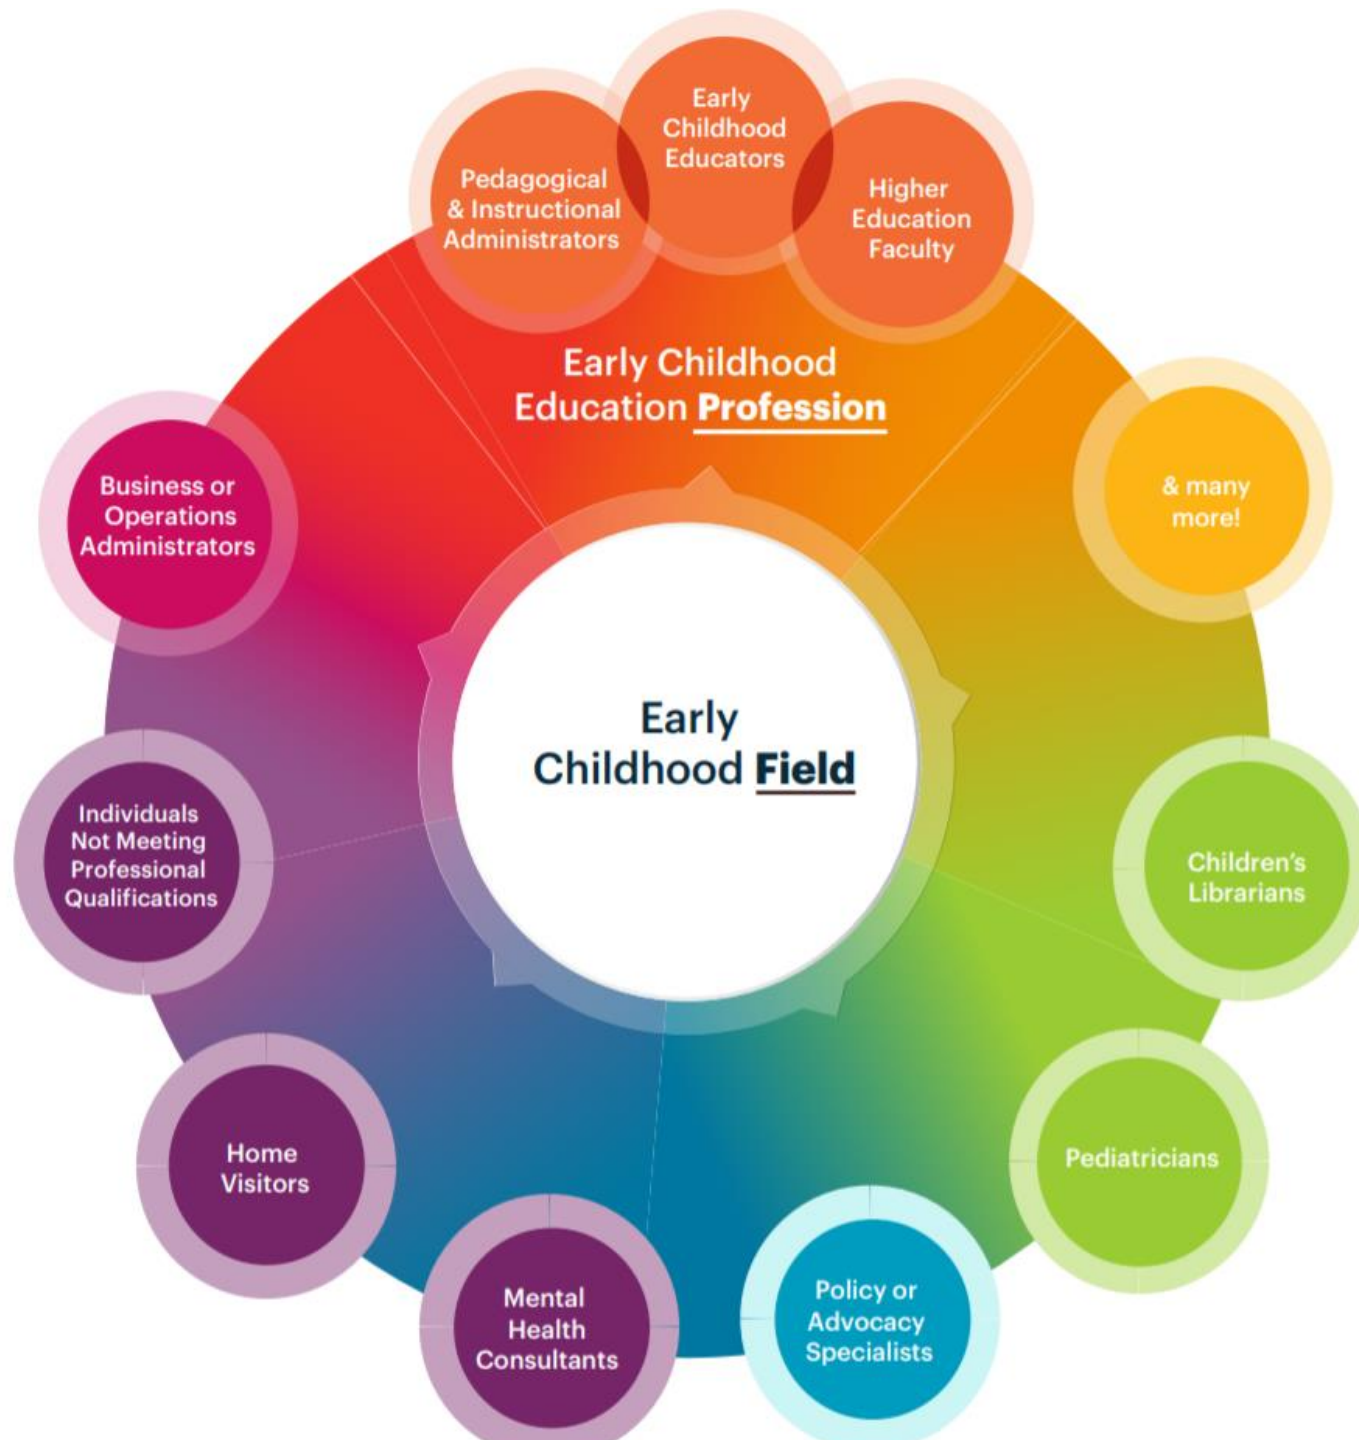 Early
Childhood
Educators
Pedagogical
& Instructional
Administrators
Higher
Education
Faculty
Early Childhood
Education Profession
Business or
Operations
Administrators
& many
more!
Early
Childhood Field
Individuals
Not Meeting
Professional
Qualifications
Children's
Librarians
Home
Visitors
Pediatricians
Mental
Health
Consultants
Policy or
Advocacy
Specialists